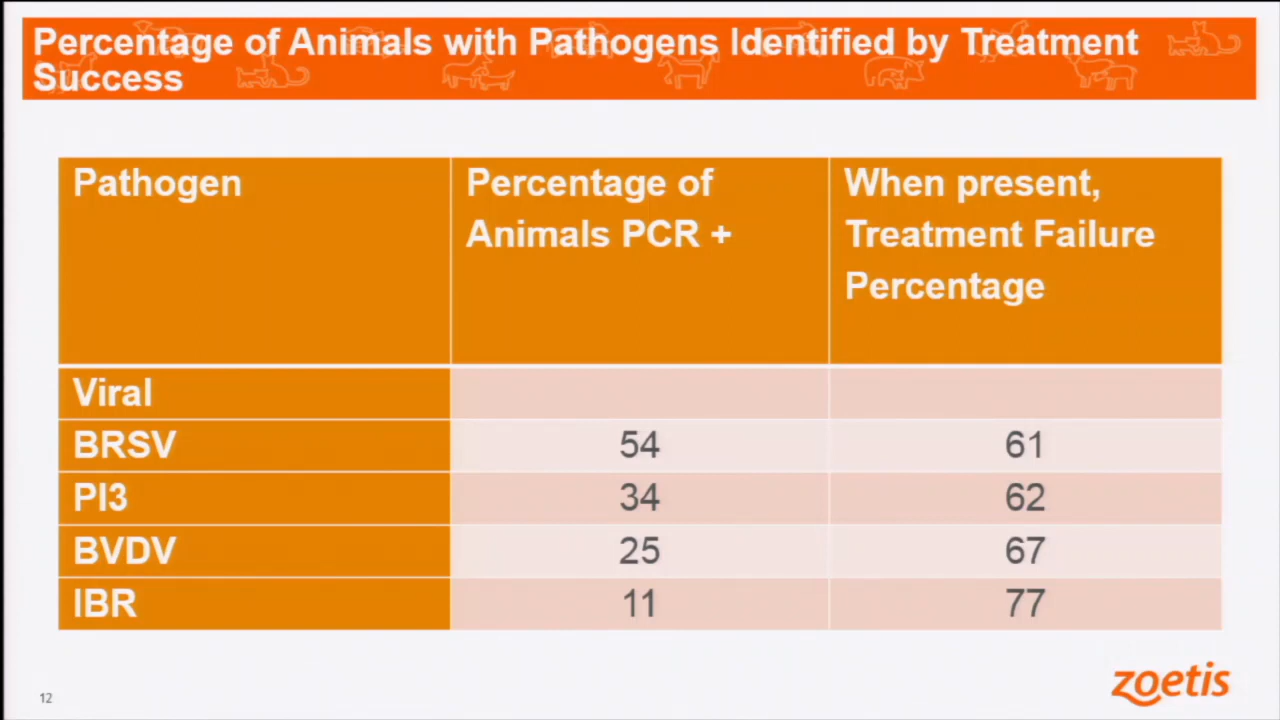 Percentage of Animals with Pathogens Identified by Treatment
Success
Pathogen
Percentage of
Animals PCR +
When present,
Treatment Failure
Percentage
Viral
BRSV 54 61
PI3 34 62
BVDV 25 67
IBR 11 77
12
zoetis